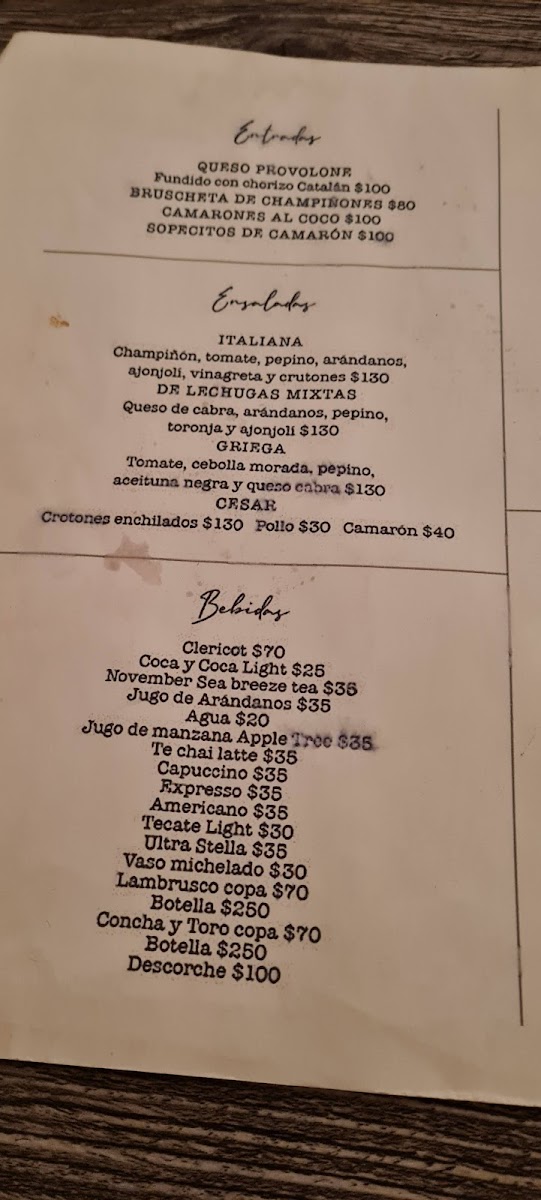 Entradas
QUESO PROVOLONE
Fundido con chorizo Catalán $100
BRUSCHETA DE CHAMPIÑONES $80
CAMARONES AL COCO $100
SOPECITOS DE CAMARÓN $100
Ensaladas
ITALIANA
Champiñón, tomate, pepino, arándanos,
ajonjolí, vinagreta y crutones $130
DE LECHUGAS MIXTAS
Queso de cabra, arándanos, pepino,
toronja y ajonjolí $130
GRIEGA
Tomate, cebolla morada, pepino,
aceituna negra y queso cabra $130
CESAR
Crotones enchilados $130 Pollo $30 Camarón $40
Bebidas
Clericot $70
Coca y Coca Light $25
November Sea breeze tea $35
Jugo de Arándanos $35
Agua $20
Jugo de manzana Apple Tree $35
Te chai latte $35
Capuccino $35
Expresso $35
Americano $35
Tecate Light $30
Ultra Stella $35
Vaso michelado $30
Lambrusco copa $70
Botella $250
Concha y Toro copa $70
Botella $250
Descorche $100